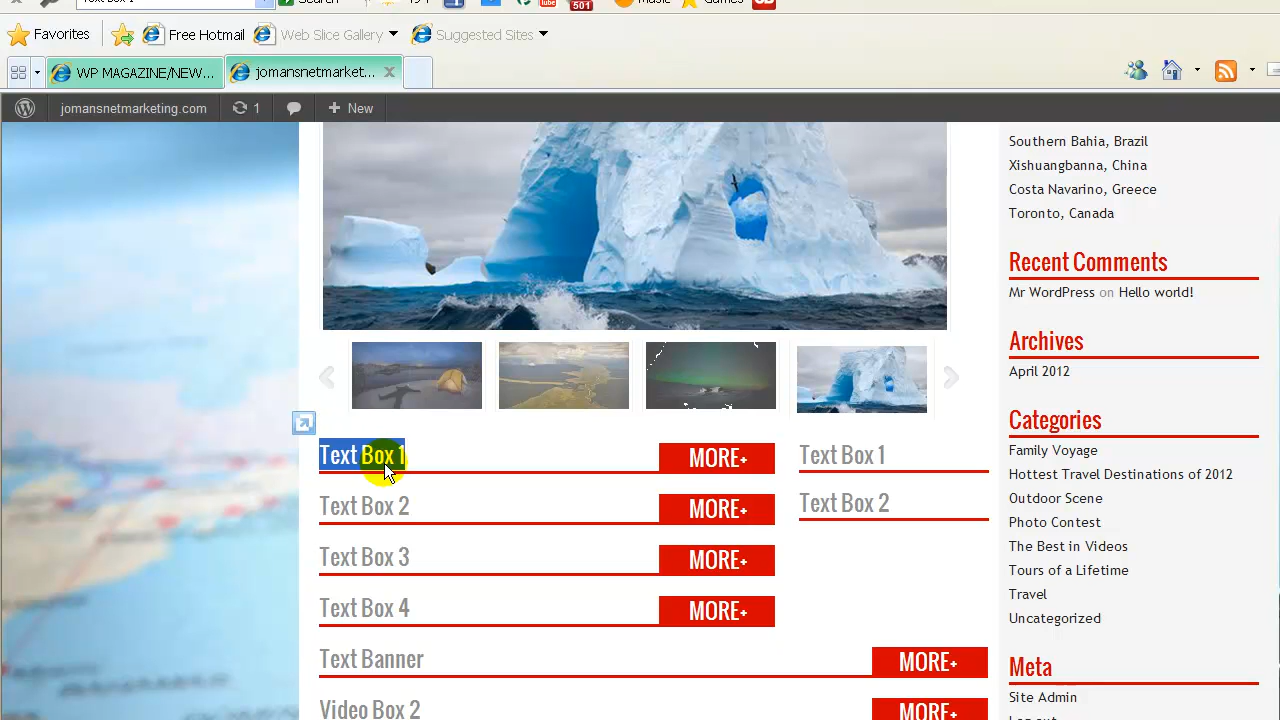 501
Favorites
Free Hotmail
Web Slice Gallery
Suggested Sites
WP MAGAZINE/NEW...
jomansnetmarket...
jomansnetmarketing.com
1
New
Text Box 1
MORE+
Text Box 2
MORE+
Text Box 3
MORE+
Text Box 4
MORE+
Text Banner
MORE+
Video Box 2
MORE+
Text Box 1
Text Box 2
Southern Bahia, Brazil
Xishuangbanna, China
Costa Navarino, Greece
Toronto, Canada
Recent Comments
Mr WordPress on Hello world!
Archives
April 2012
Categories
Family Voyage
Hottest Travel Destinations of 2012
Outdoor Scene
Photo Contest
The Best in Videos
Tours of a Lifetime
Travel
Uncategorized
Meta
Site Admin